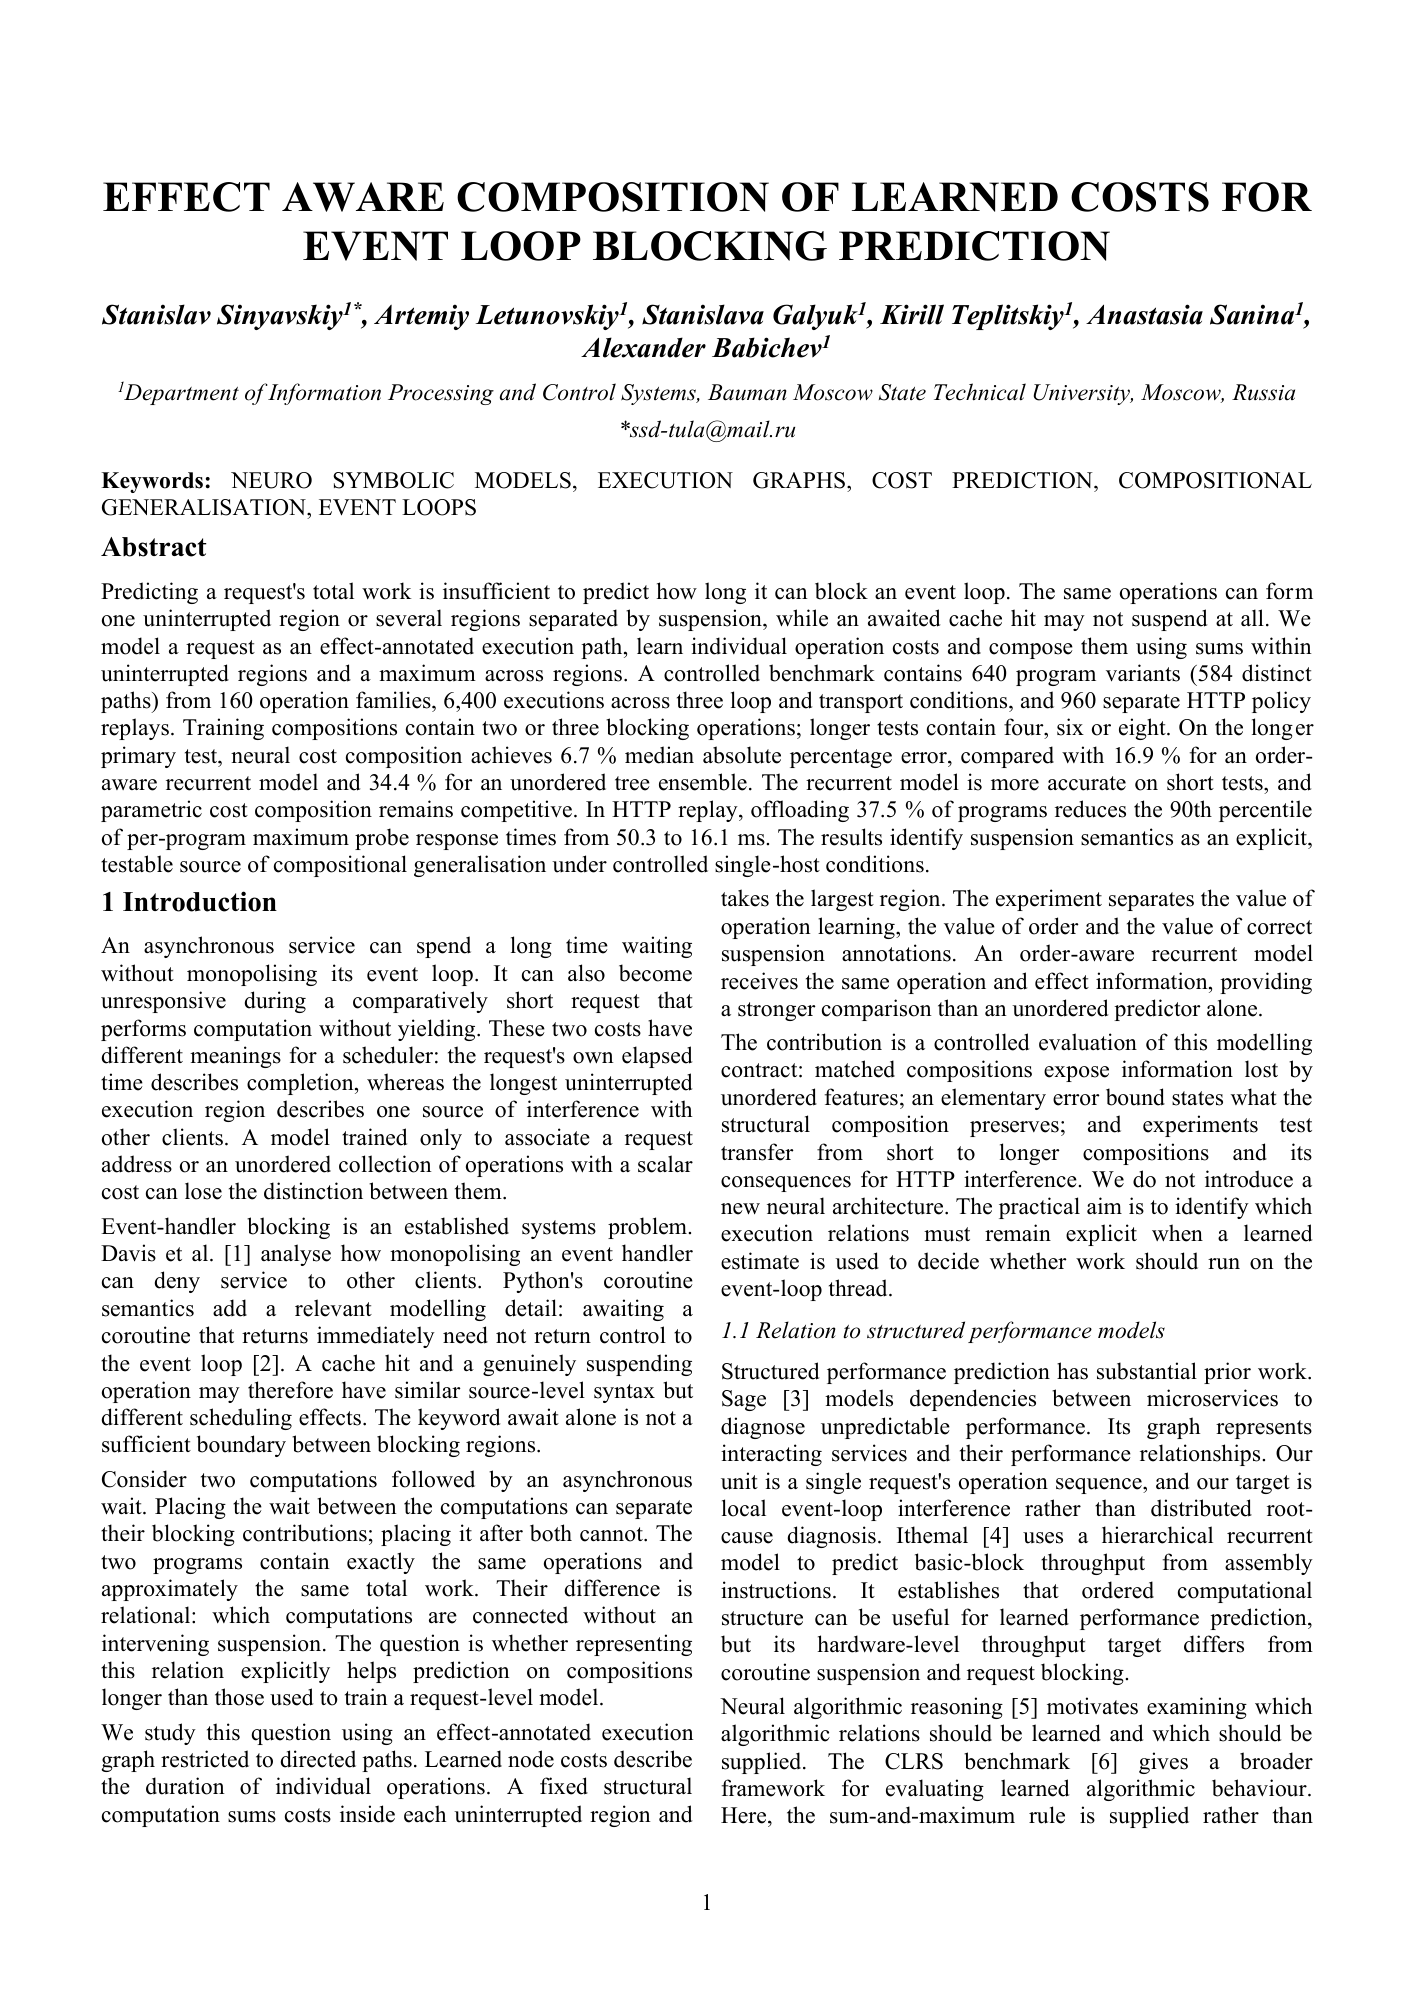 EFFECT AWARE COMPOSITION OF LEARNED COSTS FOR
EVENT LOOP BLOCKING PREDICTION
Stanislav Sinyavskiy1*, Artemiy Letunovskiy1, Stanislava Galyuk1, Kirill Teplitskiy1, Anastasia Sanina1,
Alexander Babichev1
1Department of Information Processing and Control Systems, Bauman Moscow State Technical University, Moscow, Russia
*ssd-tula@mail.ru
Keywords: NEURO SYMBOLIC MODELS, EXECUTION GRAPHS, COST PREDICTION, COMPOSITIONAL
GENERALISATION, EVENT LOOPS
Abstract
Predicting a request's total work is insufficient to predict how long it can block an event loop. The same operations can form
one uninterrupted region or several regions separated by suspension, while an awaited cache hit may not suspend at all. We
model a request as an effect-annotated execution path, learn individual operation costs and compose them using sums within
uninterrupted regions and a maximum across regions. A controlled benchmark contains 640 program variants (584 distinct
paths) from 160 operation families, 6,400 executions across three loop and transport conditions, and 960 separate HTTP policy
replays. Training compositions contain two or three blocking operations; longer tests contain four, six or eight. On the longer
primary test, neural cost composition achieves 6.7 % median absolute percentage error, compared with 16.9 % for an order-
aware recurrent model and 34.4 % for an unordered tree ensemble. The recurrent model is more accurate on short tests, and
parametric cost composition remains competitive. In HTTP replay, offloading 37.5 % of programs reduces the 90th percentile
of per-program maximum probe response times from 50.3 to 16.1 ms. The results identify suspension semantics as an explicit,
testable source of compositional generalisation under controlled single-host conditions.
1 Introduction
An asynchronous service can spend a long time waiting
without monopolising its event loop. It can also become
unresponsive during a comparatively short request that
performs computation without yielding. These two costs have
different meanings for a scheduler: the request's own elapsed
time describes completion, whereas the longest uninterrupted
execution region describes one source of interference with
other clients. A model trained only to associate a request
address or an unordered collection of operations with a scalar
cost can lose the distinction between them.
Event-handler blocking is an established systems problem.
Davis et al. [1] analyse how monopolising an event handler
can deny service to other clients. Python's coroutine
semantics add a relevant modelling detail: awaiting a
coroutine that returns immediately need not return control to
the event loop [2]. A cache hit and a genuinely suspending
operation may therefore have similar source-level syntax but
different scheduling effects. The keyword await alone is not a
sufficient boundary between blocking regions.
Consider two computations followed by an asynchronous
wait. Placing the wait between the computations can separate
their blocking contributions; placing it after both cannot. The
two programs contain exactly the same operations and
approximately the same total work. Their difference is
relational: which computations are connected without an
intervening suspension. The question is whether representing
this relation explicitly helps prediction on compositions
longer than those used to train a request-level model.
We study this question using an effect-annotated execution
graph restricted to directed paths. Learned node costs describe
the duration of individual operations. A fixed structural
computation sums costs inside each uninterrupted region and
takes the largest region. The experiment separates the value of
operation learning, the value of order and the value of correct
suspension annotations. An order-aware recurrent model
receives the same operation and effect information, providing
a stronger comparison than an unordered predictor alone.
The contribution is a controlled evaluation of this modelling
contract: matched compositions expose information lost by
unordered features; an elementary error bound states what the
structural composition preserves; and experiments test
transfer from short to longer compositions and its
consequences for HTTP interference. We do not introduce a
new neural architecture. The practical aim is to identify which
execution relations must remain explicit when a learned
estimate is used to decide whether work should run on the
event-loop thread.
1.1 Relation to structured performance models
Structured performance prediction has substantial prior work.
Sage [3] models dependencies between microservices to
diagnose unpredictable performance. Its graph represents
interacting services and their performance relationships. Our
unit is a single request's operation sequence, and our target is
local event-loop interference rather than distributed root-
cause diagnosis. Ithemal [4] uses a hierarchical recurrent
model to predict basic-block throughput from assembly
instructions. It establishes that ordered computational
structure can be useful for learned performance prediction,
but its hardware-level throughput target differs from
coroutine suspension and request blocking.
Neural algorithmic reasoning [5] motivates examining which
algorithmic relations should be learned and which should be
supplied. The CLRS benchmark [6] gives a broader
framework for evaluating learned algorithmic behaviour.
Here, the sum-and-maximum rule is supplied rather than
1